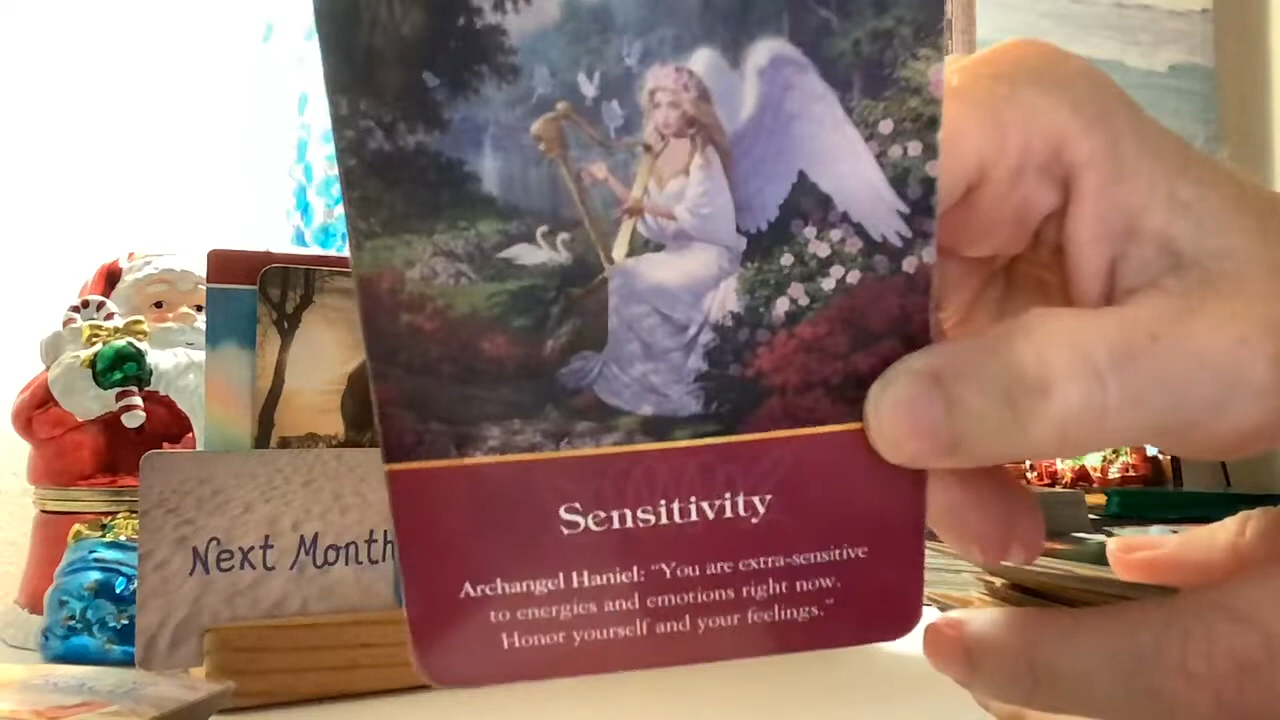 Next Month
Sensitivity
Archangel Haniel: "You are extra-sensitive
to energies and emotions right now.
Honor yourself and your feelings."